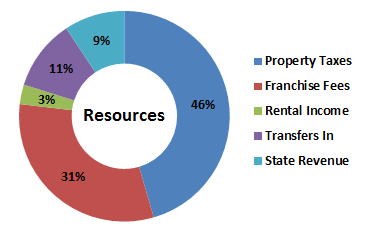 9%
11%
3%
Resources
46%
31%
Property Taxes
Franchise Fees
Rental Income
Transfers In
State Revenue